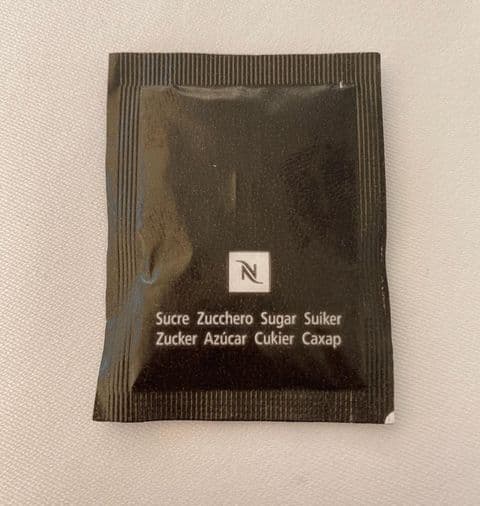 N
Sucre Zucchero Sugar Suiker
Zucker Azúcar Cukier Сахар